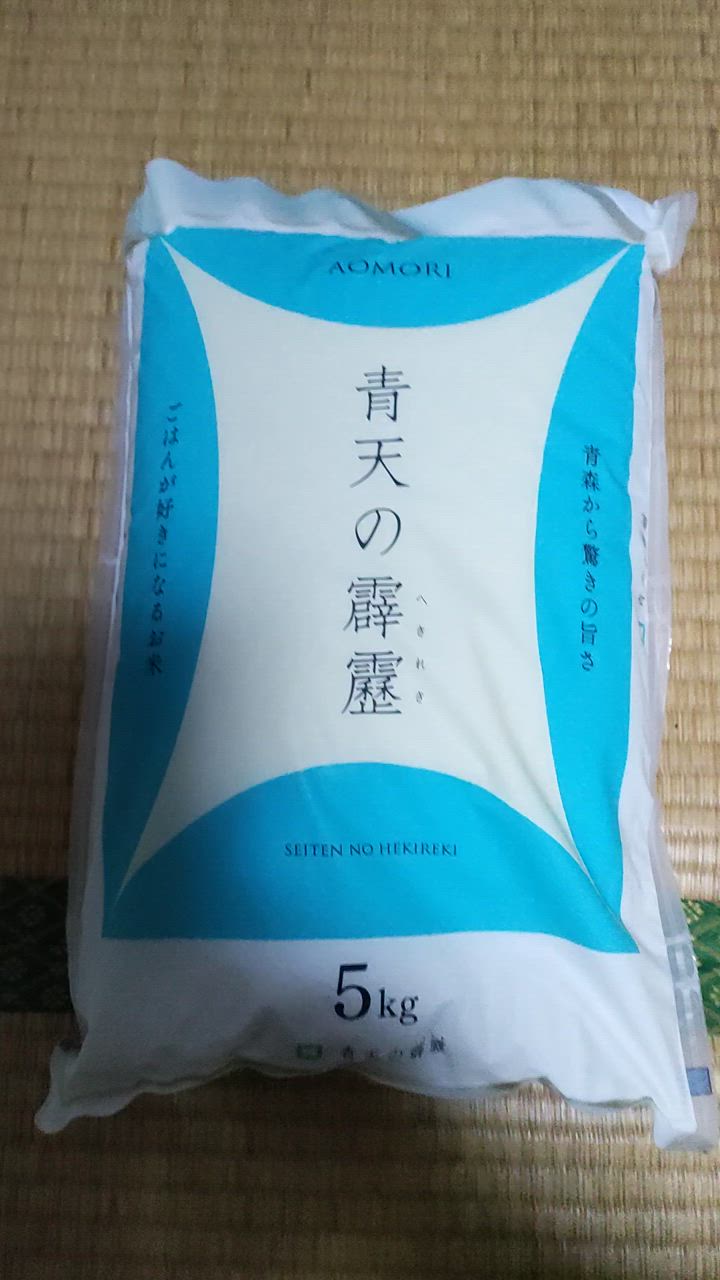 AOMORI
青天の霹靂
へきれき
青森から驚きの旨さ
ごはんが好きになるお米
SEITEN NO HEKIREKI
5kg